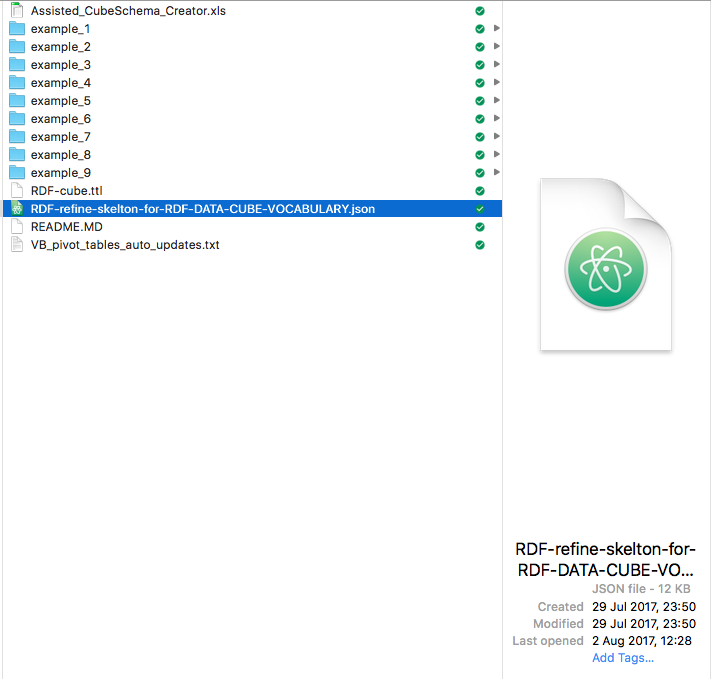 Assisted_CubeSchema_Creator.xls
example_1
example_2
example_3
example_4
example_5
example_6
example_7
example_8
example_9
RDF-cube.ttl
RDF-refine-skelton-for-RDF-DATA-CUBE-VOCABULARY.json
README.MD
VB_pivot_tables_auto_updates.txt
RDF-refine-skelton-for-
RDF-DATA-CUBE-VO...
JSON file - 12 KB
Created 29 Jul 2017, 23:50
Modified 29 Jul 2017, 23:50
Last opened 2 Aug 2017, 12:28
Add Tags...